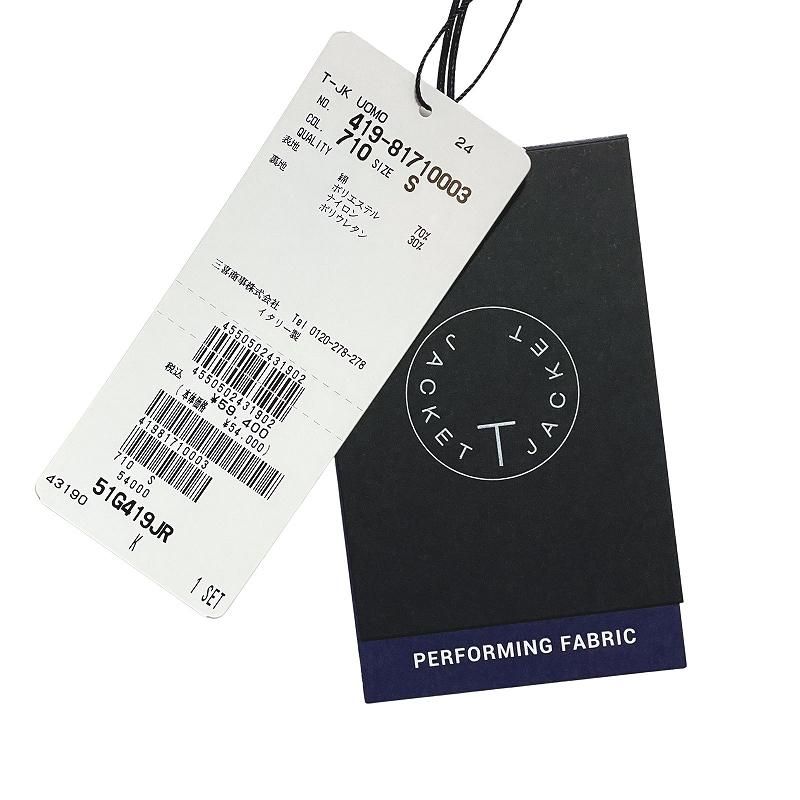 T-JK UOMO
24
NO. 419-81710003
COL. 710 SIZE S
QUALITY
表地
綿
ポリエステル 70%
ナイロン 30%
ポリウレタン
裏地
三喜商事株式会社 Tel 0120-278-278
イタリー製
4550502431902
4550502431902
税込 ¥59,400
(本体価格 ¥54,000)
41981710003
710 S
54000
43190 51G419JR
K
1 SET
JACKET
T
JACKET
JACKET
PERFORMING FABRIC